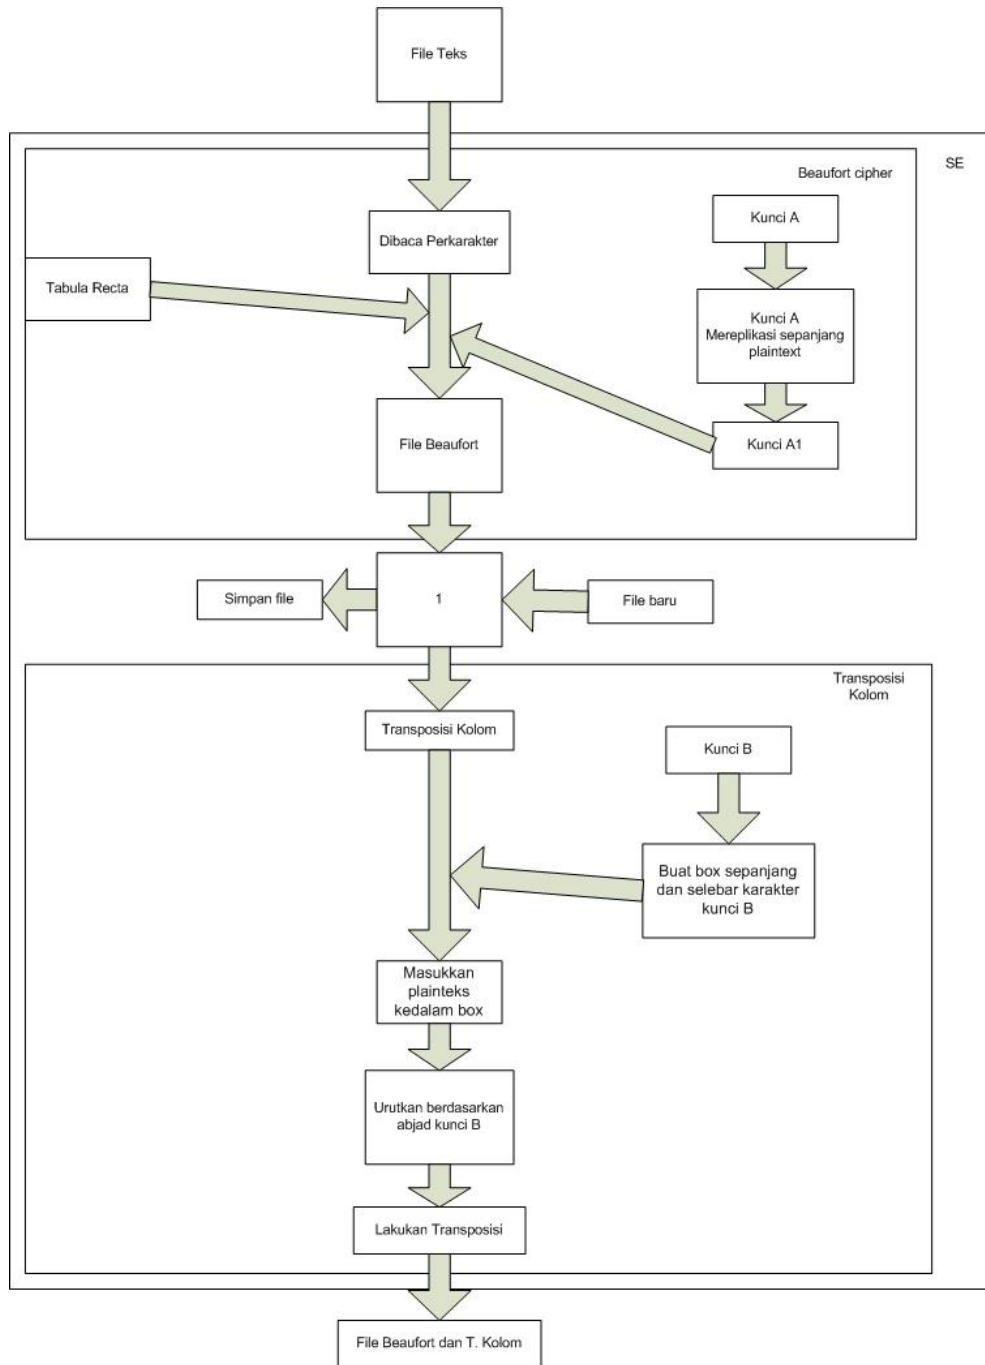 File Teks
SE
Beaufort cipher
Kunci A
Dibaca Perkarakter
Tabula Recta
Kunci A
Mereplikasi sepanjang
plaintext
Kunci A1
File Beaufort
Simpan file
1
File baru
Transposisi
Kolom
Transposisi Kolom
Kunci B
Buat box sepanjang
dan selebar karakter
kunci B
Masukkan
plainteks
kedalam box
Urutkan berdasarkan
abjad kunci B
Lakukan Transposisi
File Beaufort dan T. Kolom